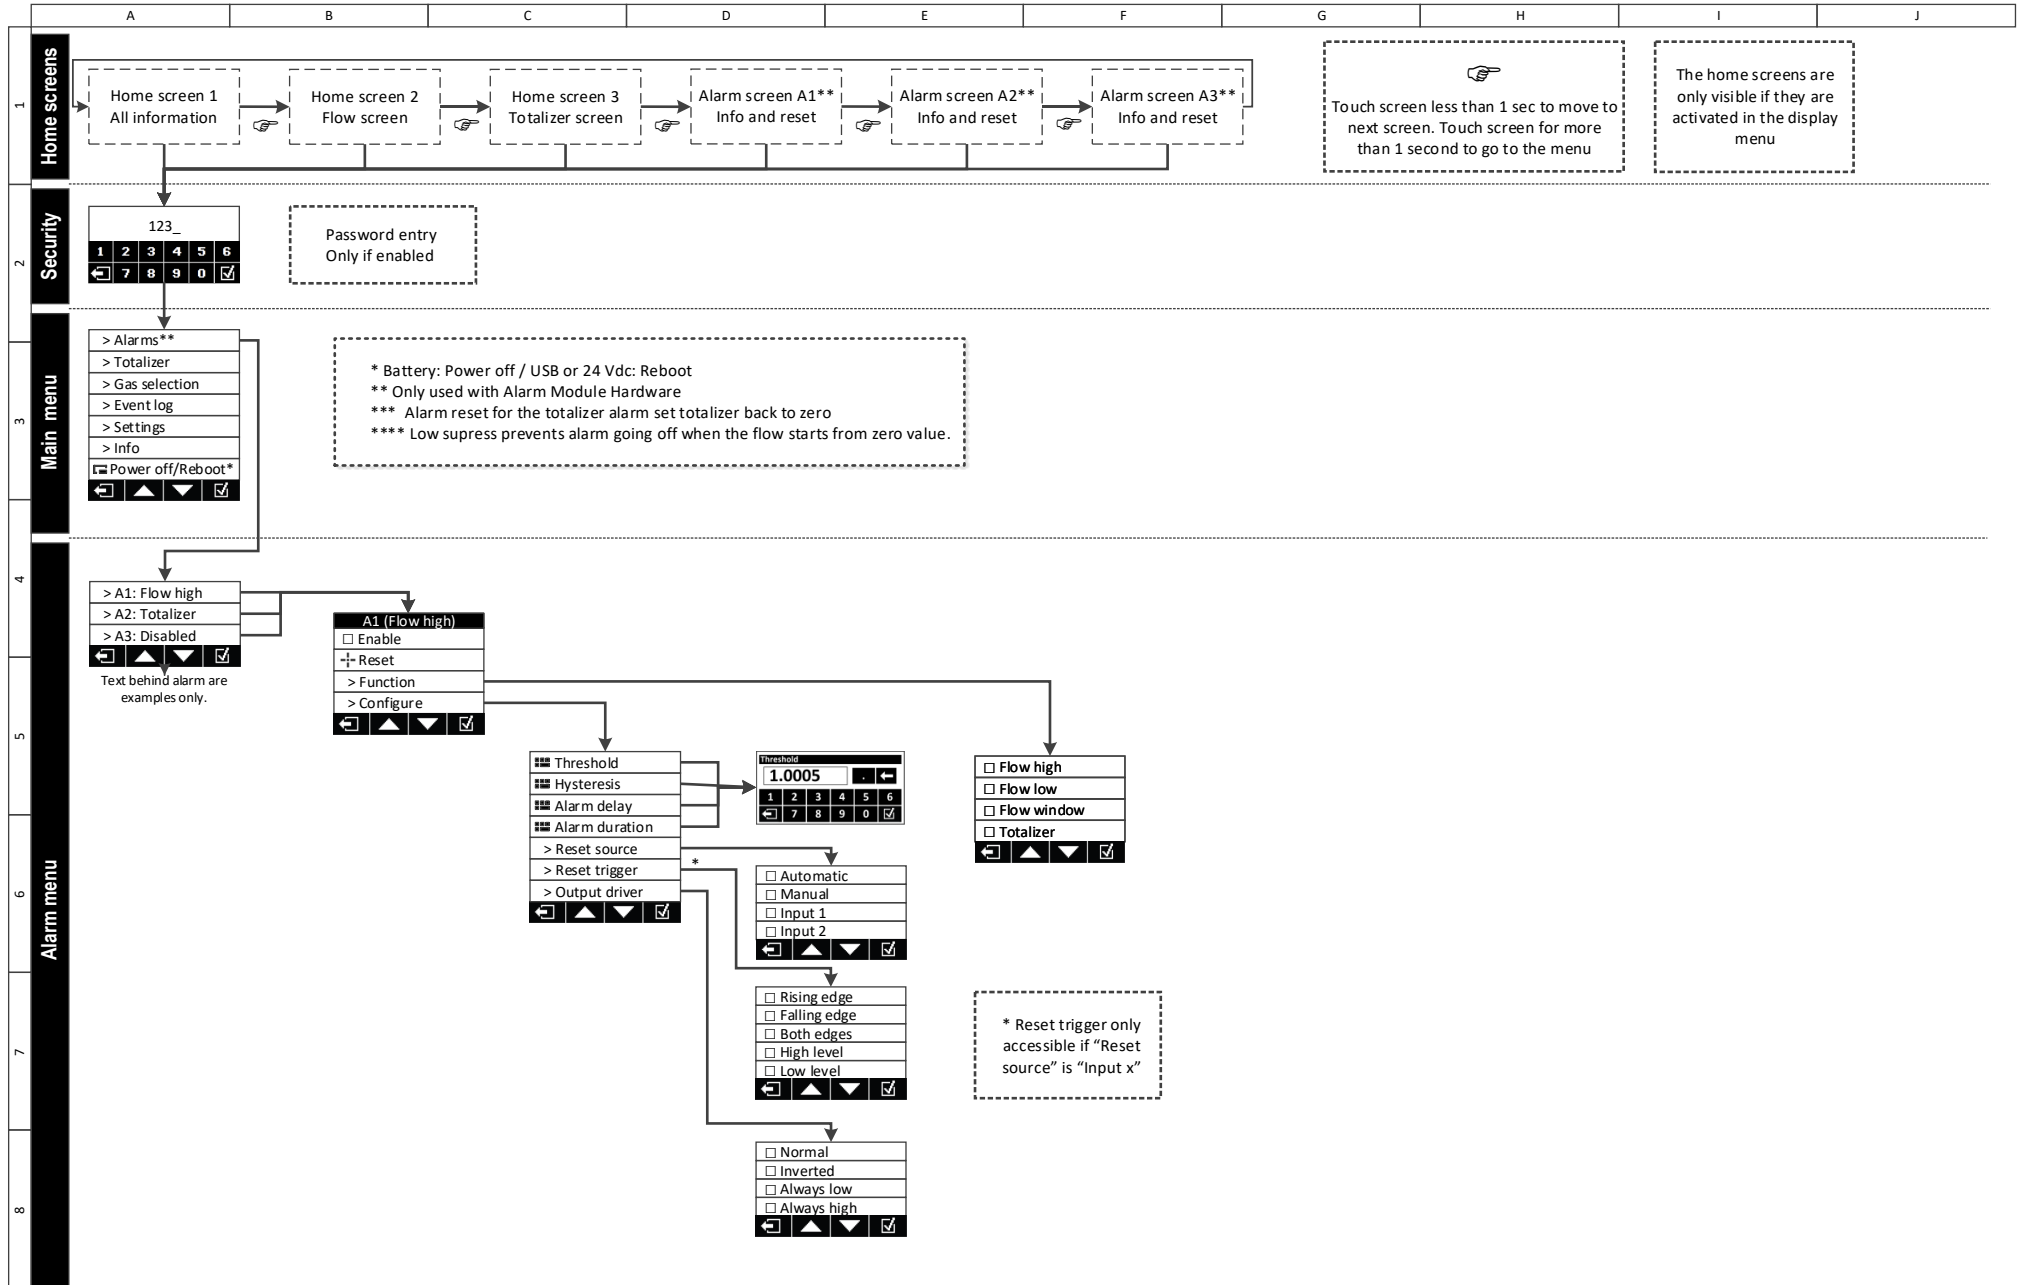 A B C D E F G H I J
1
Home screens
Home screen 1
All information
Home screen 2
Flow screen
Home screen 3
Totalizer screen
Alarm screen A1**
Info and reset
Alarm screen A2**
Info and reset
Alarm screen A3**
Info and reset
Touch screen less than 1 sec to move to
next screen. Touch screen for more
than 1 second to go to the menu
The home screens are
only visible if they are
activated in the display
menu
2
Security
123_
1 2 3 4 5 6
7 8 9 0
Password entry
Only if enabled
3
Main menu
> Alarms**
> Totalizer
> Gas selection
> Event log
> Settings
> Info
Power off/Reboot*
* Battery: Power off / USB or 24 Vdc: Reboot
** Only used with Alarm Module Hardware
*** Alarm reset for the totalizer alarm set totalizer back to zero
**** Low supress prevents alarm going off when the flow starts from zero value.
4
Alarm menu
> A1: Flow high
> A2: Totalizer
> A3: Disabled
Text behind alarm are
examples only.
A1 (Flow high)
Enable
Reset
> Function
> Configure
5
Threshold
Hysteresis
Alarm delay
Alarm duration
> Reset source
> Reset trigger
> Output driver
*
Threshold
1.0005 .
1 2 3 4 5 6
7 8 9 0
Flow high
Flow low
Flow window
Totalizer
6
Automatic
Manual
Input 1
Input 2
7
Rising edge
Falling edge
Both edges
High level
Low level
* Reset trigger only
accessible if “Reset
source” is “Input x”
8
Normal
Inverted
Always low
Always high